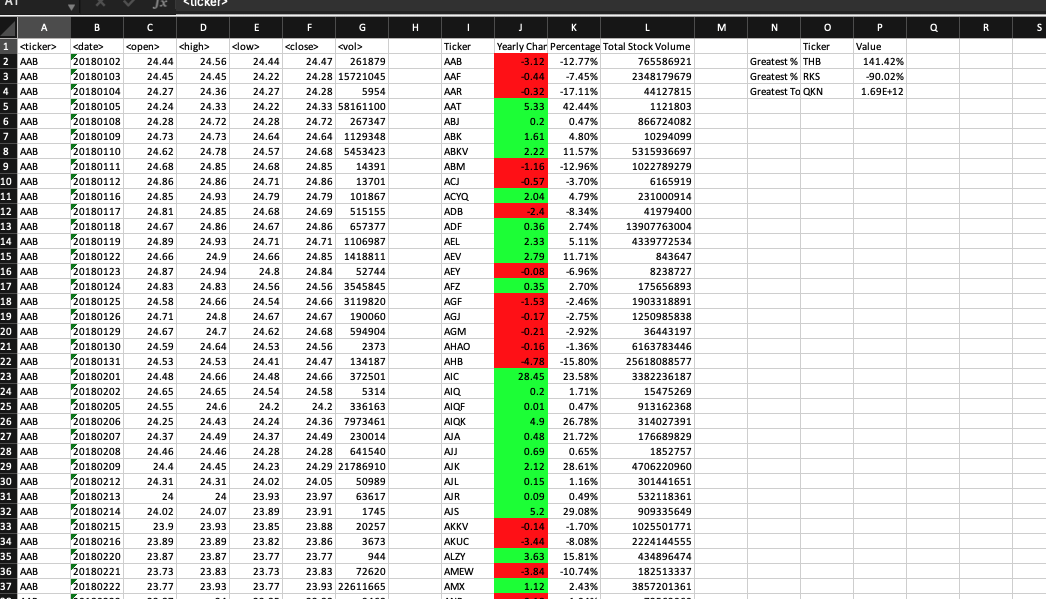 A1 fx <ticker>
A B C D E F G H I J K L M N O P Q R S
1 <ticker> <date> <open> <high> <low> <close> <vol> Ticker Yearly Char Percentage Total Stock Volume Ticker Value
2 AAB 20180102 24.44 24.56 24.44 24.47 261879 AAB -3.12 -12.77% 765586921 Greatest % THB 141.42%
3 AAB 20180103 24.45 24.45 24.22 24.28 15721045 AAF -0.44 -7.45% 2348179679 Greatest % RKS -90.02%
4 AAB 20180104 24.27 24.36 24.27 24.28 5954 AAR -0.32 -17.11% 44127815 Greatest To QKN 1.69E+12
5 AAB 20180105 24.24 24.33 24.22 24.33 58161100 AAT 5.33 42.44% 1121803
6 AAB 20180108 24.28 24.72 24.28 24.72 267347 ABJ 0.2 0.47% 866724082
7 AAB 20180109 24.73 24.73 24.64 24.64 1129348 ABK 1.61 4.80% 10294099
8 AAB 20180110 24.62 24.78 24.57 24.68 5453423 ABKV 2.22 11.57% 5315936697
9 AAB 20180111 24.68 24.85 24.68 24.85 14391 ABM -1.16 -12.96% 1022789279
10 AAB 20180112 24.86 24.86 24.71 24.86 13701 ACJ -0.57 -3.70% 6165919
11 AAB 20180116 24.85 24.93 24.79 24.79 101867 ACYQ 2.04 4.79% 231000914
12 AAB 20180117 24.81 24.85 24.68 24.69 515155 ADB -2.4 -8.34% 41979400
13 AAB 20180118 24.67 24.86 24.67 24.86 657377 ADF 0.36 2.74% 13907763004
14 AAB 20180119 24.89 24.93 24.71 24.71 1106987 AEL 2.33 5.11% 4339772534
15 AAB 20180122 24.66 24.9 24.66 24.85 1418811 AEV 2.79 11.71% 843647
16 AAB 20180123 24.87 24.94 24.8 24.84 52744 AEY -0.08 -6.96% 8238727
17 AAB 20180124 24.83 24.83 24.56 24.56 3545845 AFZ 0.35 2.70% 175656893
18 AAB 20180125 24.58 24.66 24.54 24.66 3119820 AGF -1.53 -2.46% 1903318891
19 AAB 20180126 24.71 24.8 24.67 24.67 190060 AGJ -0.17 -2.75% 1250985838
20 AAB 20180129 24.67 24.7 24.62 24.68 594904 AGM -0.21 -2.92% 36443197
21 AAB 20180130 24.59 24.64 24.53 24.56 2373 AHAO -0.16 -1.36% 6163783446
22 AAB 20180131 24.53 24.53 24.41 24.47 134187 AHB -4.78 -15.80% 25618088577
23 AAB 20180201 24.48 24.66 24.48 24.66 372501 AIC 28.45 23.58% 3382236187
24 AAB 20180202 24.65 24.65 24.54 24.58 5314 AIQ 0.2 1.71% 15475269
25 AAB 20180205 24.55 24.6 24.2 24.2 336163 AIQF 0.01 0.47% 913162368
26 AAB 20180206 24.25 24.43 24.24 24.36 7973461 AIQK 4.9 26.78% 314027391
27 AAB 20180207 24.37 24.49 24.37 24.49 230014 AJA 0.48 21.72% 176689829
28 AAB 20180208 24.46 24.46 24.28 24.28 641540 AJJ 0.69 0.65% 1852757
29 AAB 20180209 24.4 24.45 24.23 24.29 21786910 AJK 2.12 28.61% 4706220960
30 AAB 20180212 24.31 24.31 24.02 24.05 50989 AJL 0.15 1.16% 301441651
31 AAB 20180213 24 24 23.93 23.97 63617 AJR 0.09 0.49% 532118361
32 AAB 20180214 24.02 24.07 23.89 23.91 1745 AJS 5.2 29.08% 909335649
33 AAB 20180215 23.9 23.93 23.85 23.88 20257 AKKV -0.14 -1.70% 1025501771
34 AAB 20180216 23.89 23.89 23.82 23.86 3673 AKUC -3.44 -8.08% 2224144555
35 AAB 20180220 23.87 23.87 23.77 23.77 944 ALZY 3.63 15.81% 434896474
36 AAB 20180221 23.73 23.83 23.73 23.83 72620 AMEW -3.84 -10.74% 182513337
37 AAB 20180222 23.77 23.93 23.77 23.93 22611665 AMX 1.12 2.43% 3857201361